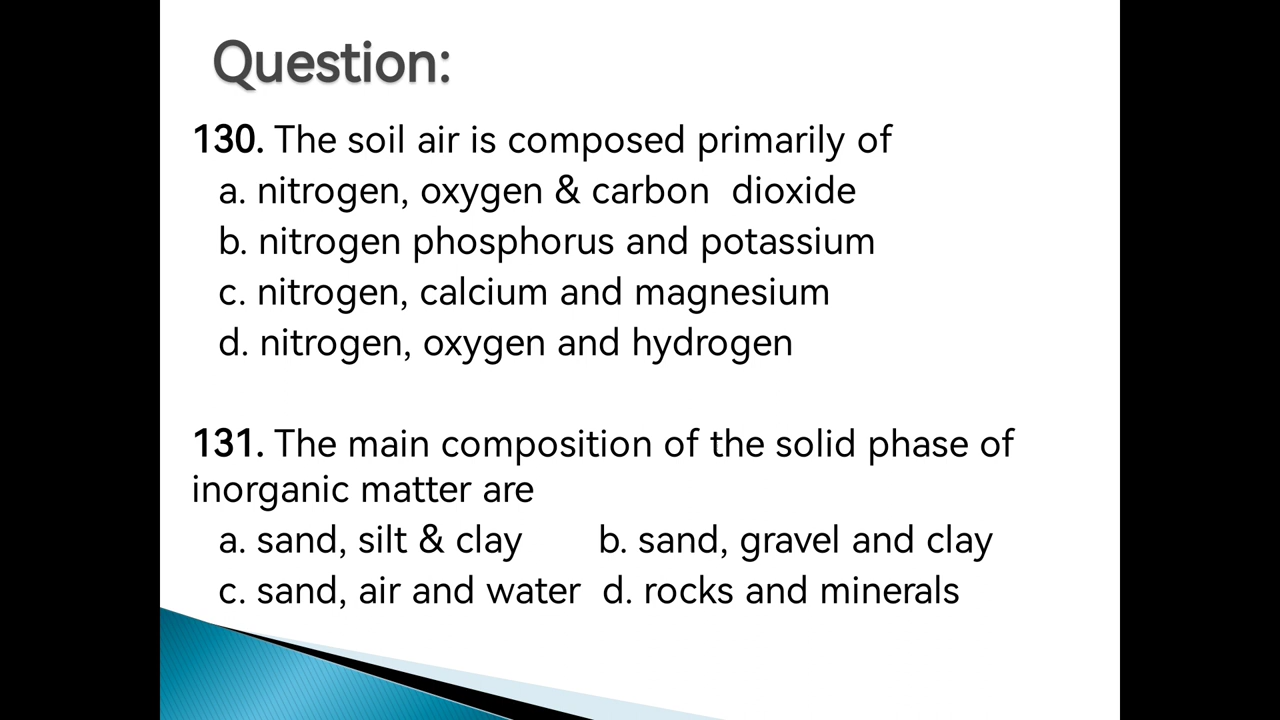 Question:
130. The soil air is composed primarily of
a. nitrogen, oxygen & carbon dioxide
b. nitrogen phosphorus and potassium
c. nitrogen, calcium and magnesium
d. nitrogen, oxygen and hydrogen
131. The main composition of the solid phase of
inorganic matter are
a. sand, silt & clay b. sand, gravel and clay
c. sand, air and water d. rocks and minerals